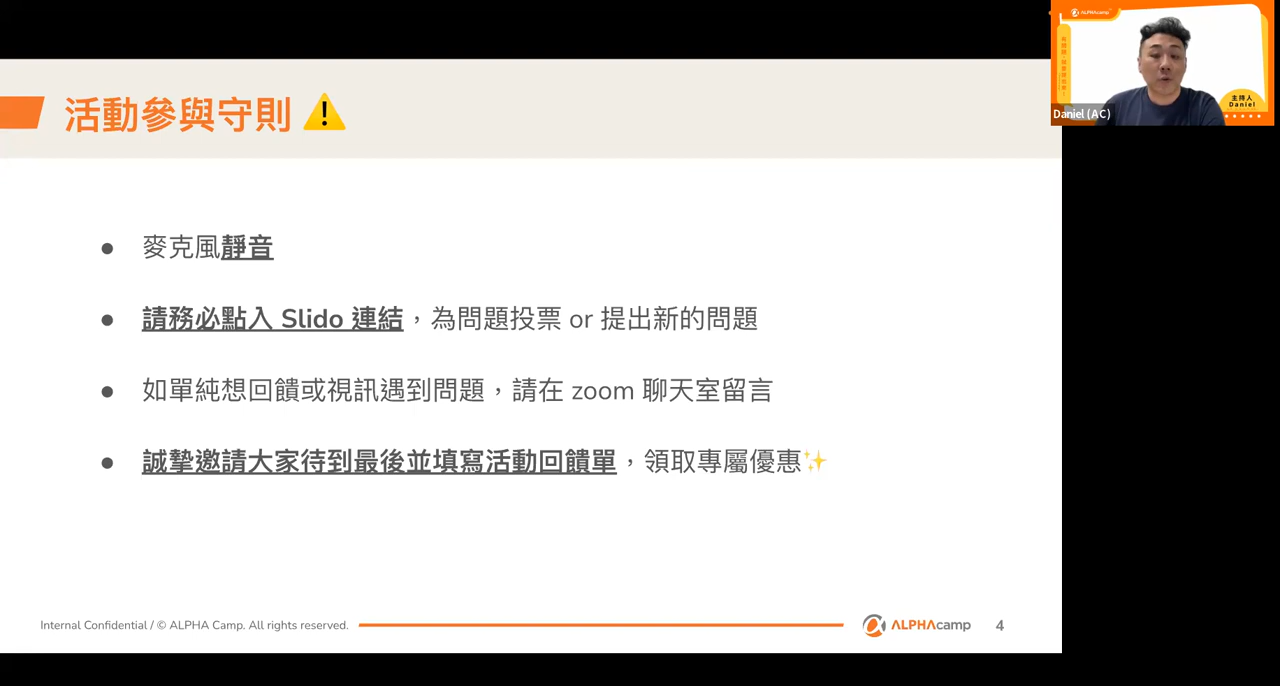 活動參與守則 ⚠️
● 麥克風靜音
● 請務必點入 Slido 連結，為問題投票 or 提出新的問題
● 如單純想回饋或視訊遇到問題，請在 zoom 聊天室留言
● 誠摯邀請大家待到最後並填寫活動回饋單，領取專屬優惠✨
Internal Confidential / © ALPHA Camp. All rights reserved.
ALPHAcamp
4
ALPHAcamp
主持人
Daniel
Daniel (AC)